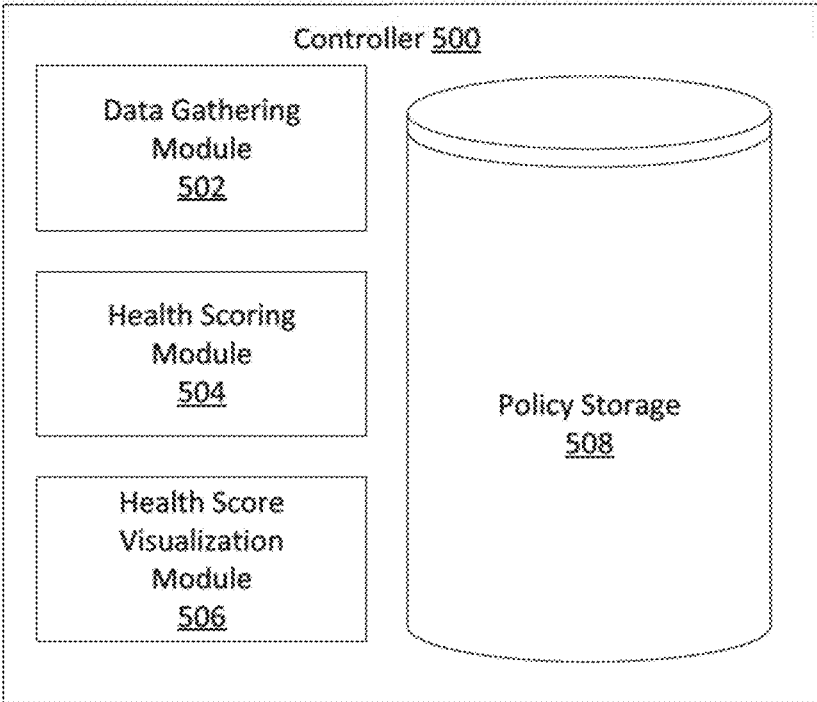 Controller 500
Data Gathering
Module
502
Health Scoring
Module
504
Health Score
Visualization
Module
506
Policy Storage
508